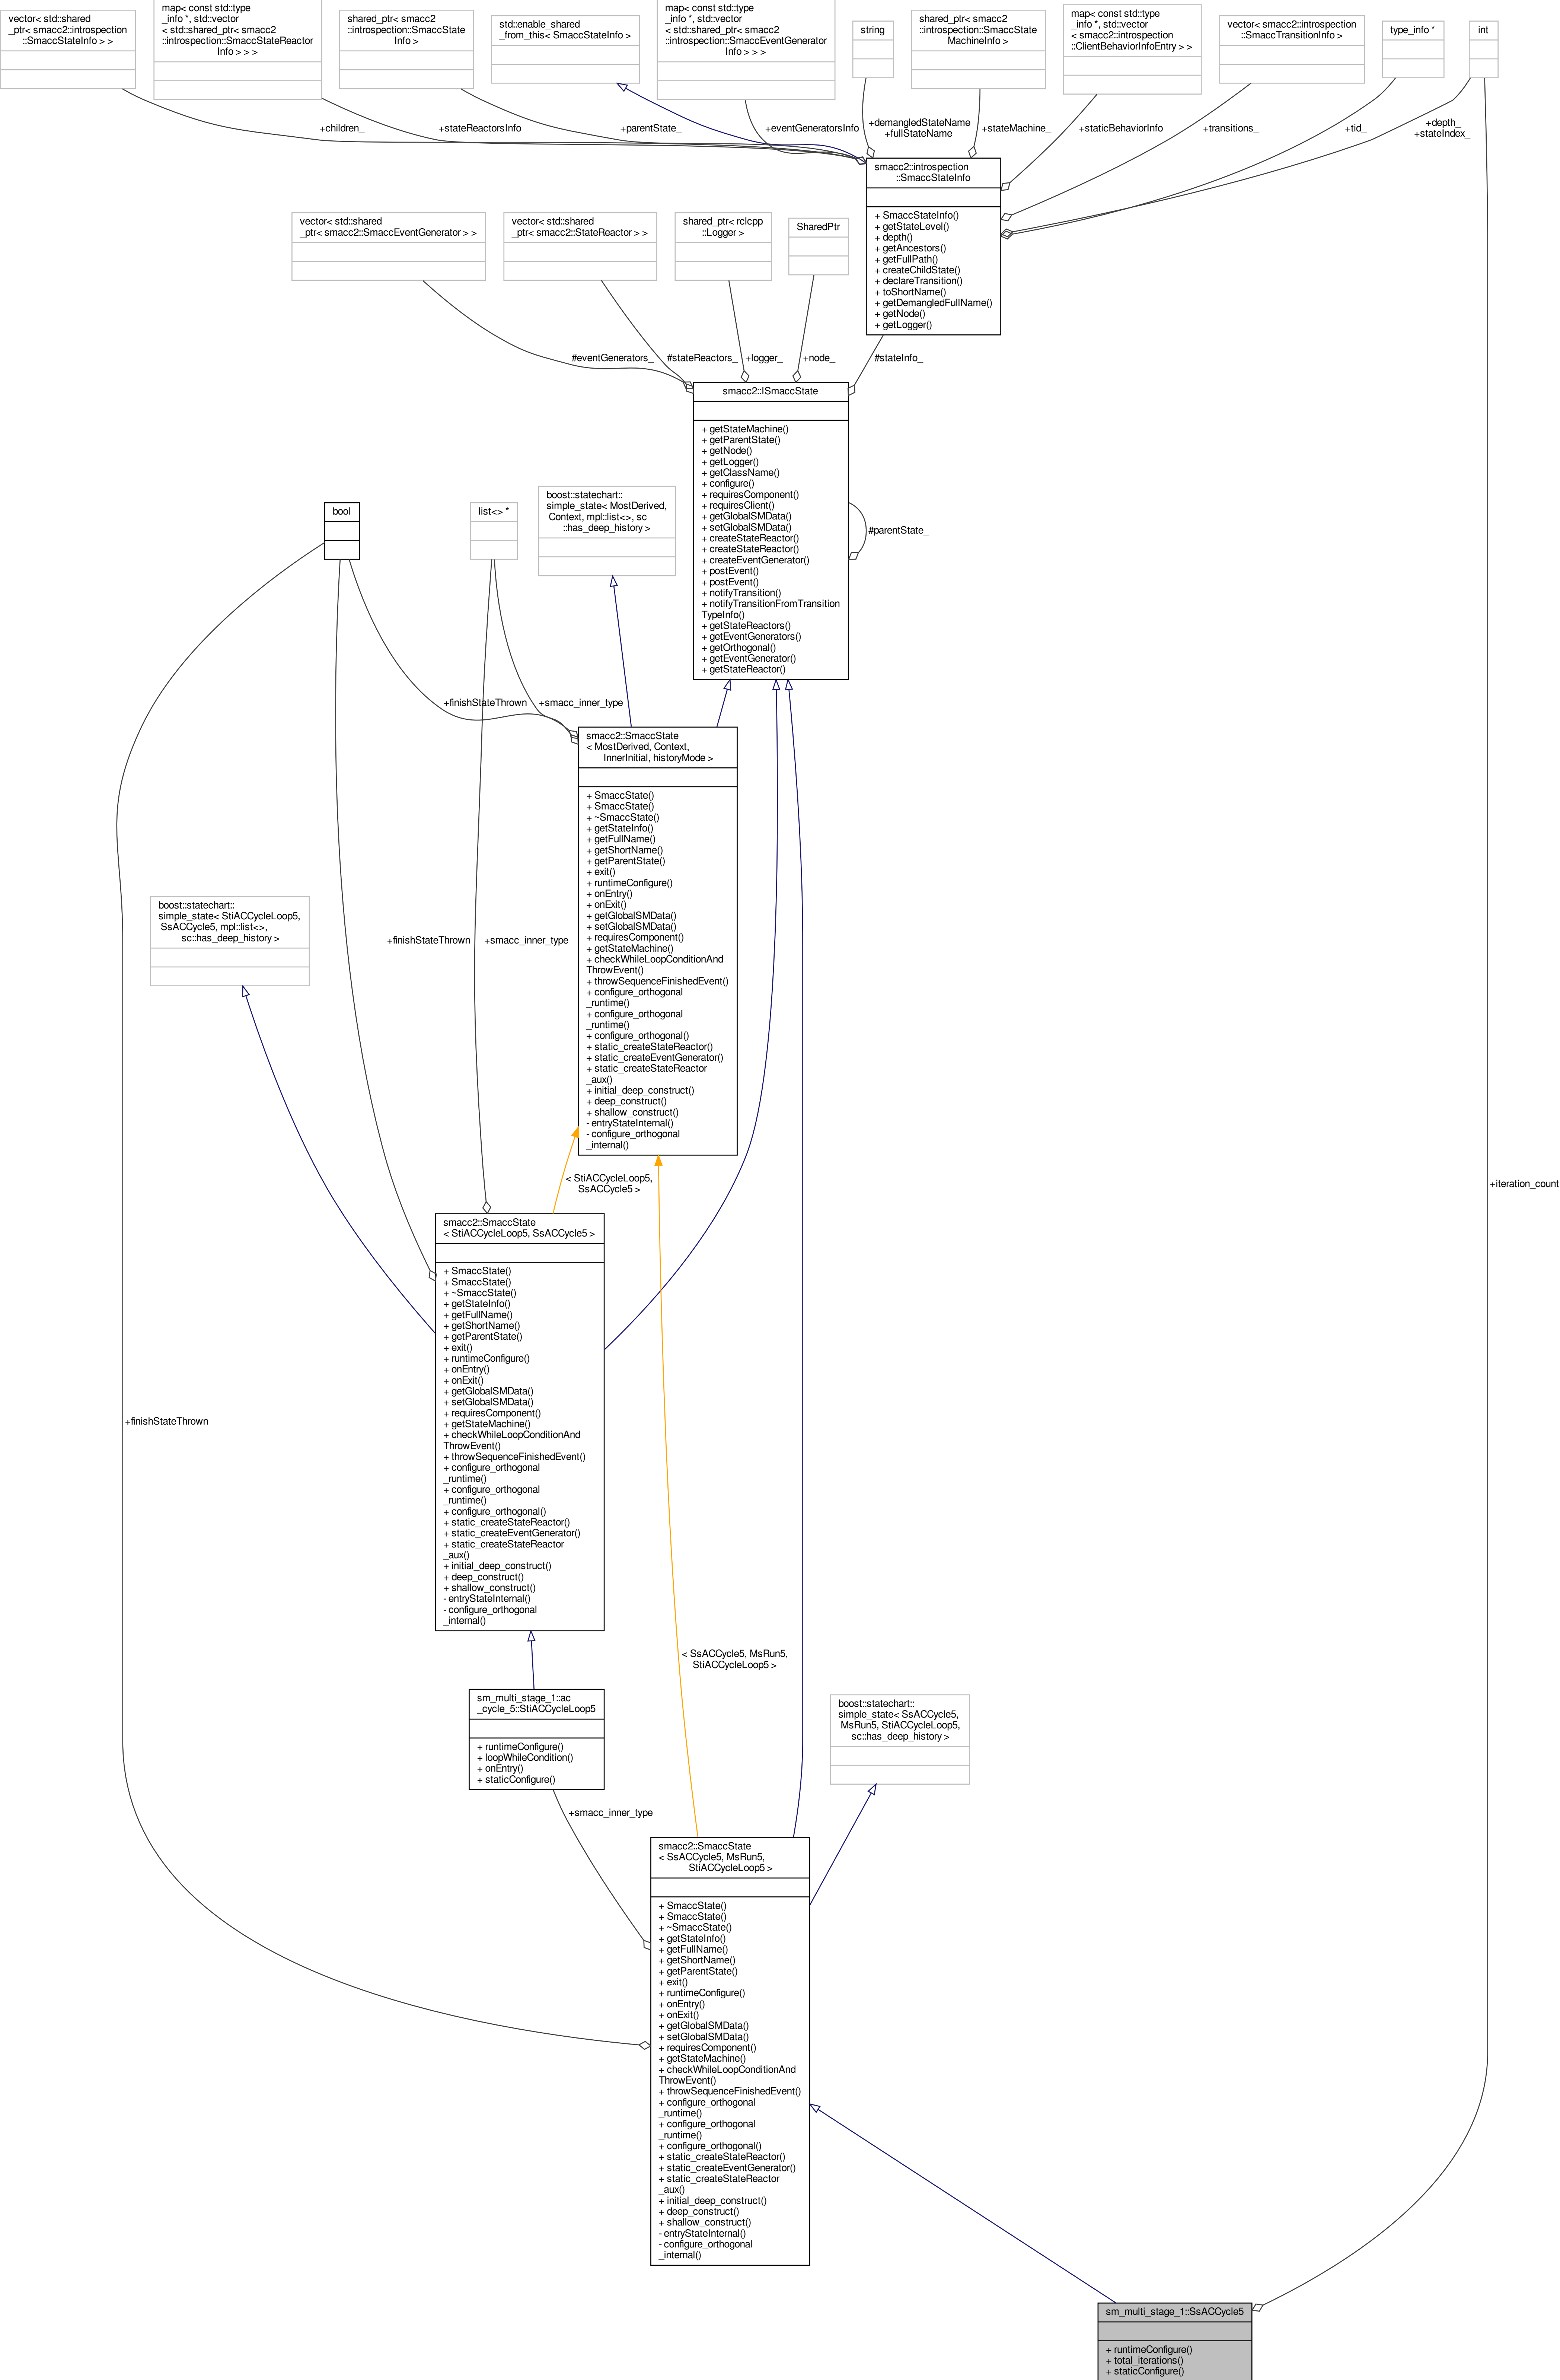 vector< std::shared
_ptr< smacc2::introspection
::SmaccStateInfo > >
map< const std::type
_info *, std::vector
< std::shared_ptr< smacc2
::introspection::SmaccStateReactor
Info > > >
shared_ptr< smacc2
::introspection::SmaccState
Info >
std::enable_shared
_from_this< SmaccStateInfo >
map< const std::type
_info *, std::vector
< std::shared_ptr< smacc2
::introspection::SmaccEventGenerator
Info > > >
string
shared_ptr< smacc2
::introspection::SmaccState
MachineInfo >
map< const std::type
_info *, std::vector
< smacc2::introspection
::ClientBehaviorInfoEntry > >
vector< smacc2::introspection
::SmaccTransitionInfo >
type_info *
int
+children_
+stateReactorsInfo
+parentState_
+eventGeneratorsInfo
+demangledStateName
+fullStateName
+stateMachine_
+staticBehaviorInfo
+transitions_
+tid_
+depth_
+stateIndex_
smacc2::introspection
::SmaccStateInfo
+ SmaccStateInfo()
+ getStateLevel()
+ depth()
+ getAncestors()
+ getFullPath()
+ createChildState()
+ declareTransition()
+ toShortName()
+ getDemangledFullName()
+ getNode()
+ getLogger()
vector< std::shared
_ptr< smacc2::SmaccEventGenerator > >
vector< std::shared
_ptr< smacc2::StateReactor > >
shared_ptr< rclcpp
::Logger >
SharedPtr
#eventGenerators_
#stateReactors_
+logger_
+node_
#stateInfo_
smacc2::ISmaccState
+ getStateMachine()
+ getParentState()
+ getNode()
+ getLogger()
+ getClassName()
+ configure()
+ requiresComponent()
+ requiresClient()
+ getGlobalSMData()
+ setGlobalSMData()
+ createStateReactor()
+ createStateReactor()
+ createEventGenerator()
+ postEvent()
+ postEvent()
+ notifyTransition()
+ notifyTransitionFromTransition
TypeInfo()
+ getStateReactors()
+ getEventGenerators()
+ getOrthogonal()
+ getEventGenerator()
+ getStateReactor()
#parentState_
bool
list<> *
boost::statechart::
simple_state< MostDerived,
Context, mpl::list<>, sc
::has_deep_history >
+finishStateThrown
+smacc_inner_type
smacc2::SmaccState
< MostDerived, Context,
InnerInitial, historyMode >
+ SmaccState()
+ SmaccState()
+ ~SmaccState()
+ getStateInfo()
+ getFullName()
+ getShortName()
+ getParentState()
+ exit()
+ runtimeConfigure()
+ onEntry()
+ onExit()
+ getGlobalSMData()
+ setGlobalSMData()
+ requiresComponent()
+ getStateMachine()
+ checkWhileLoopConditionAnd
ThrowEvent()
+ throwSequenceFinishedEvent()
+ configure_orthogonal
_runtime()
+ configure_orthogonal
_runtime()
+ configure_orthogonal()
+ static_createStateReactor()
+ static_createEventGenerator()
+ static_createStateReactor
_aux()
+ initial_deep_construct()
+ deep_construct()
+ shallow_construct()
- entryStateInternal()
- configure_orthogonal
_internal()
boost::statechart::
simple_state< StiACCycleLoop5,
SsACCycle5, mpl::list<>,
sc::has_deep_history >
+finishStateThrown
+smacc_inner_type
< StiACCycleLoop5,
SsACCycle5 >
+iteration_count
smacc2::SmaccState
< StiACCycleLoop5, SsACCycle5 >
+ SmaccState()
+ SmaccState()
+ ~SmaccState()
+ getStateInfo()
+ getFullName()
+ getShortName()
+ getParentState()
+ exit()
+ runtimeConfigure()
+ onEntry()
+ onExit()
+ getGlobalSMData()
+ setGlobalSMData()
+ requiresComponent()
+ getStateMachine()
+ checkWhileLoopConditionAnd
ThrowEvent()
+ throwSequenceFinishedEvent()
+ configure_orthogonal
_runtime()
+ configure_orthogonal
_runtime()
+ configure_orthogonal()
+ static_createStateReactor()
+ static_createEventGenerator()
+ static_createStateReactor
_aux()
+ initial_deep_construct()
+ deep_construct()
+ shallow_construct()
- entryStateInternal()
- configure_orthogonal
_internal()
+finishStateThrown
< SsACCycle5, MsRun5,
StiACCycleLoop5 >
sm_multi_stage_1::ac
_cycle_5::StiACCycleLoop5
+ runtimeConfigure()
+ loopWhileCondition()
+ onEntry()
+ staticConfigure()
boost::statechart::
simple_state< SsACCycle5,
MsRun5, StiACCycleLoop5,
sc::has_deep_history >
+smacc_inner_type
smacc2::SmaccState
< SsACCycle5, MsRun5,
StiACCycleLoop5 >
+ SmaccState()
+ SmaccState()
+ ~SmaccState()
+ getStateInfo()
+ getFullName()
+ getShortName()
+ getParentState()
+ exit()
+ runtimeConfigure()
+ onEntry()
+ onExit()
+ getGlobalSMData()
+ setGlobalSMData()
+ requiresComponent()
+ getStateMachine()
+ checkWhileLoopConditionAnd
ThrowEvent()
+ throwSequenceFinishedEvent()
+ configure_orthogonal
_runtime()
+ configure_orthogonal
_runtime()
+ configure_orthogonal()
+ static_createStateReactor()
+ static_createEventGenerator()
+ static_createStateReactor
_aux()
+ initial_deep_construct()
+ deep_construct()
+ shallow_construct()
- entryStateInternal()
- configure_orthogonal
_internal()
sm_multi_stage_1::SsACCycle5
+ runtimeConfigure()
+ total_iterations()
+ staticConfigure()